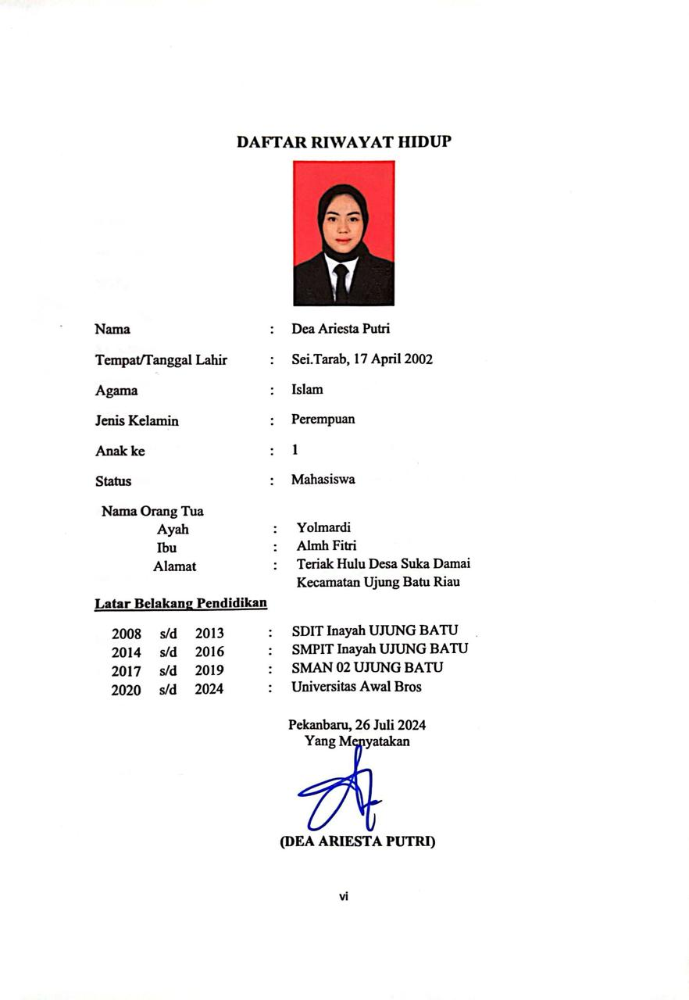 DAFTAR RIWAYAT HIDUP
Nama : Dea Ariesta Putri
Tempat/Tanggal Lahir : Sei.Tarab, 17 April 2002
Agama : Islam
Jenis Kelamin : Perempuan
Anak ke : 1
Status : Mahasiswa
Nama Orang Tua
Ayah : Yolmardi
Ibu : Almh Fitri
Alamat : Teriak Hulu Desa Suka Damai
Kecamatan Ujung Batu Riau
Latar Belakang Pendidikan
2008 s/d 2013 : SDIT Inayah UJUNG BATU
2014 s/d 2016 : SMPIT Inayah UJUNG BATU
2017 s/d 2019 : SMAN 02 UJUNG BATU
2020 s/d 2024 : Universitas Awal Bros
Pekanbaru, 26 Juli 2024
Yang Menyatakan
(DEA ARIESTA PUTRI)
vi